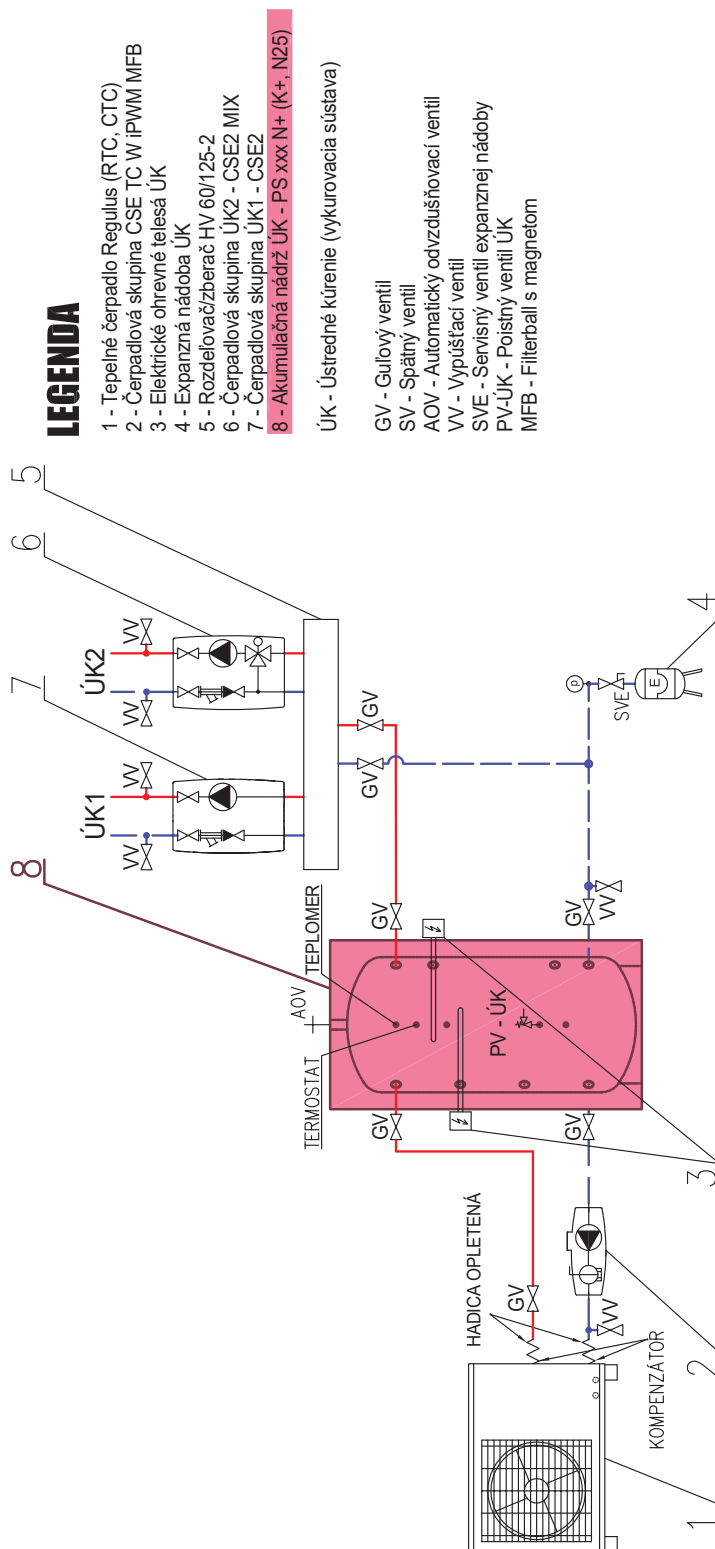 LEGENDA
1 - Tepelné čerpadlo Regulus (RTC, CTC)
2 - Čerpadlová skupina CSE TC W iPWM MFB
3 - Elektrické ohrevné telesá ÚK
4 - Expanzná nádoba ÚK
5 - Rozdeľovač/zberač HV 60/125-2
6 - Čerpadlová skupina ÚK2 - CSE2 MIX
7 - Čerpadlová skupina ÚK1 - CSE2
8 - Akumulačná nádrž ÚK - PS xxx N+ (K+, N25)
ÚK - Ústredné kúrenie (vykurovacia sústava)
GV - Guľový ventil
SV - Spätný ventil
AOV - Automatický odvzdušňovací ventil
VV - Vypúšťací ventil
SVE - Servisný ventil expanznej nádoby
PV-ÚK - Poistný ventil ÚK
MFB - Filterball s magnetom
8
7
6
5
ÚK1
ÚK2
VV
VV
VV
VV
GV
GV
AOV
TEPLOMER
TERMOSTAT
GV
GV
PV - ÚK
GV
GV
VV
p
SVE
E
HADICA OPLETENÁ
GV
VV
KOMPENZÁTOR
1
2
3
4